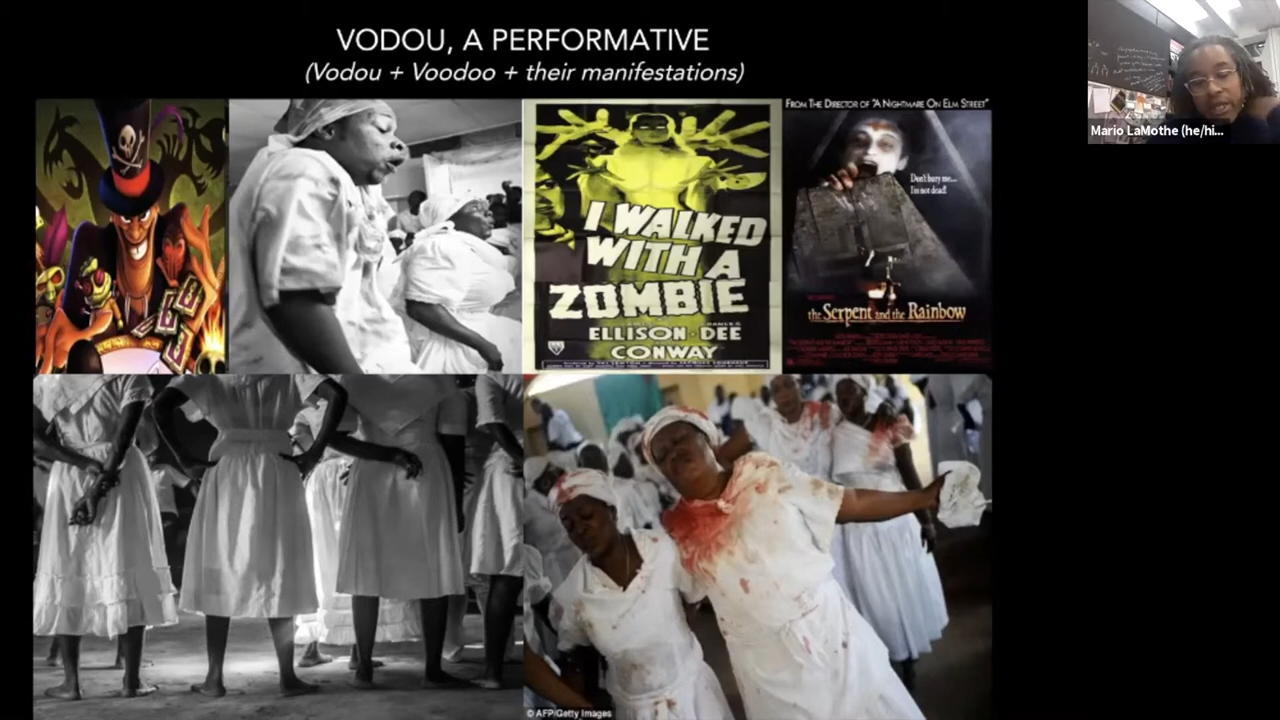 VODOU, A PERFORMATIVE
(Vodou + Voodoo + their manifestations)
Mario LaMothe (he/hi...
I WALKED
WITH A
ZOMBIE
ELLISON·DEE
CONWAY
FROM THE DIRECTOR OF "A NIGHTMARE ON ELM STREET"
Don't bury me...
I'm not dead!
the Serpent and the Rainbow
© AFP/Getty Images